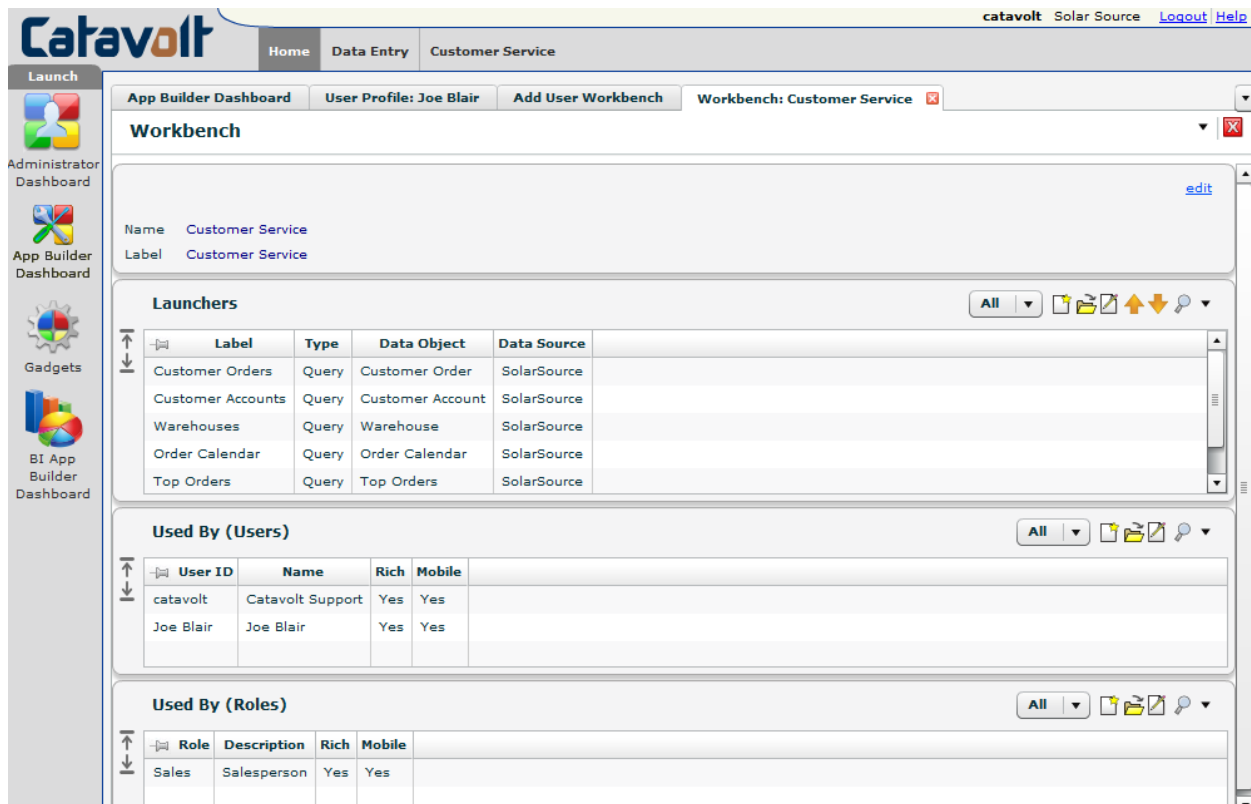 catavolt Solar Source Logout Help
Catavolt
Home Data Entry Customer Service
Launch
App Builder Dashboard User Profile: Joe Blair Add User Workbench Workbench: Customer Service
Workbench
Administrator
Dashboard
App Builder
Dashboard
Gadgets
BI App
Builder
Dashboard
edit
Name Customer Service
Label Customer Service
Launchers All
Label Type Data Object Data Source
Customer Orders Query Customer Order SolarSource
Customer Accounts Query Customer Account SolarSource
Warehouses Query Warehouse SolarSource
Order Calendar Query Order Calendar SolarSource
Top Orders Query Top Orders SolarSource
Used By (Users) All
User ID Name Rich Mobile
catavolt Catavolt Support Yes Yes
Joe Blair Joe Blair Yes Yes
Used By (Roles) All
Role Description Rich Mobile
Sales Salesperson Yes Yes